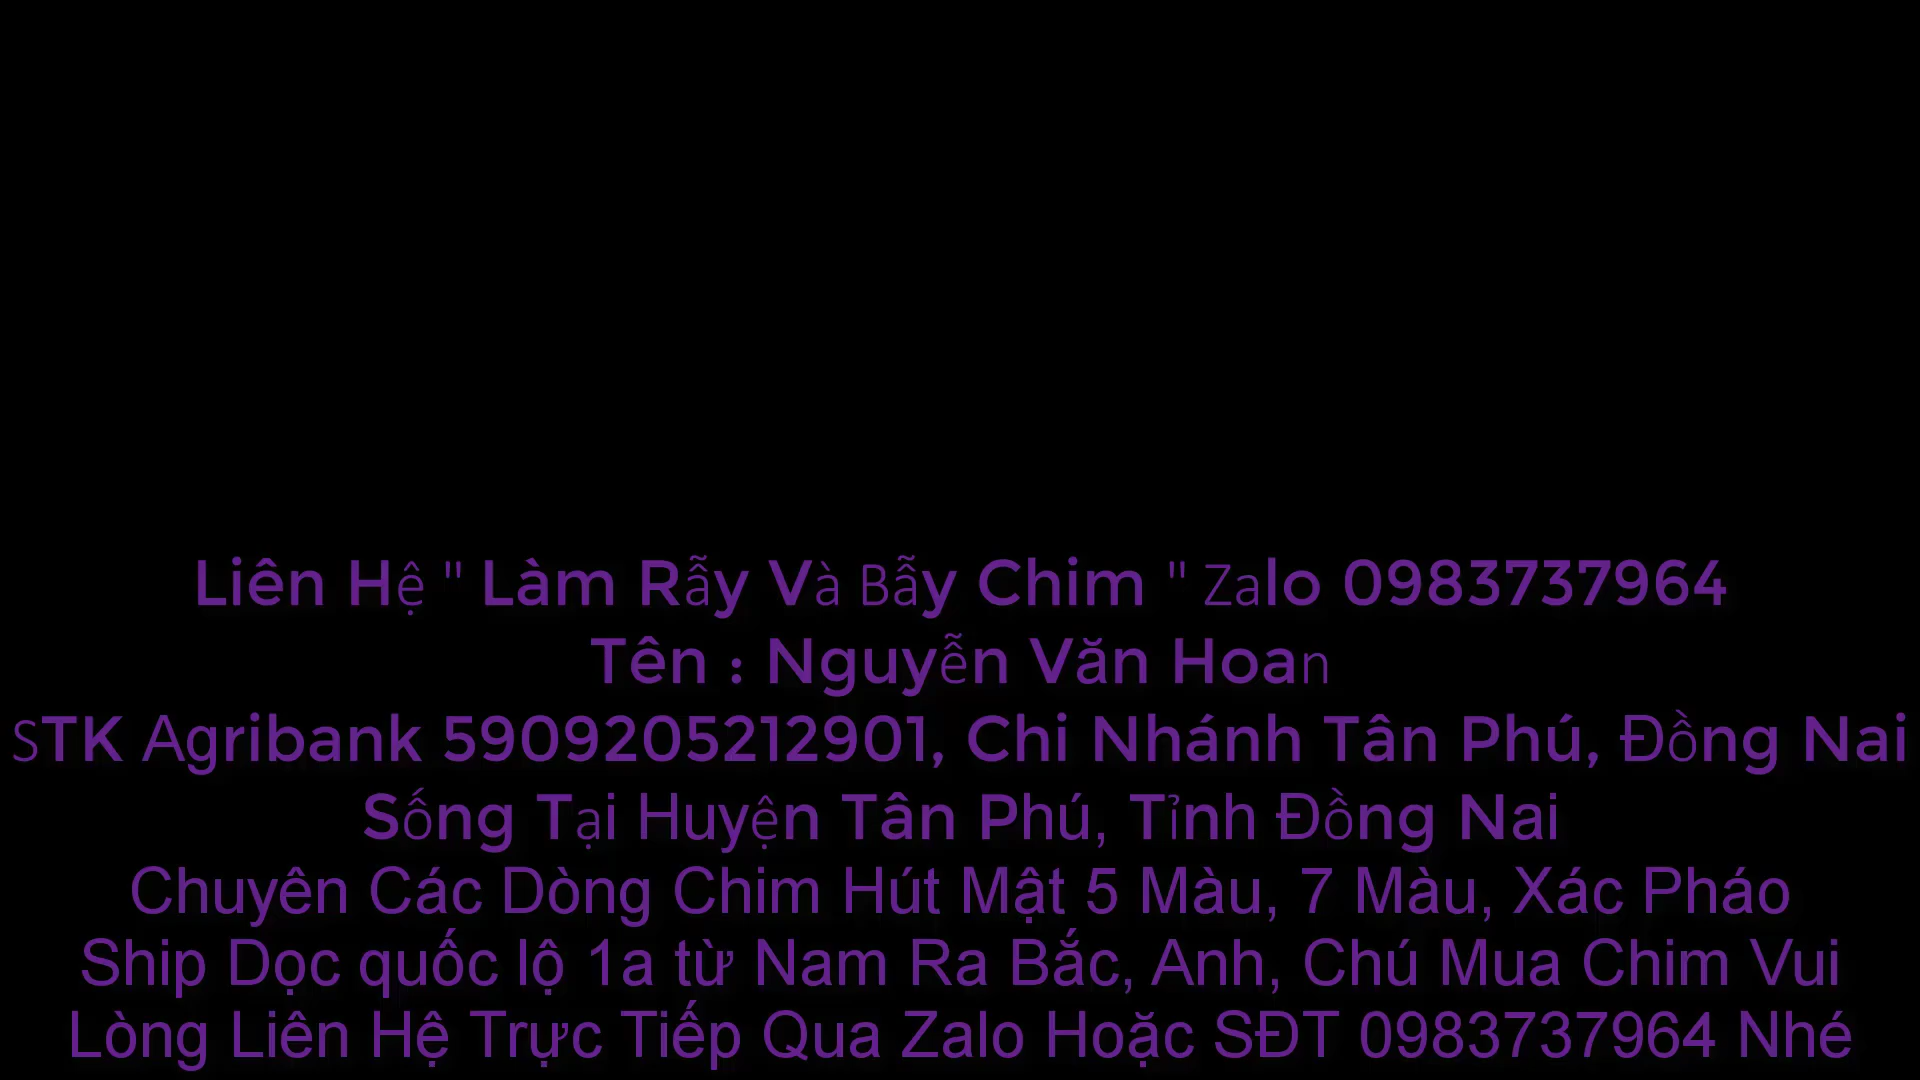 Liên Hệ " Làm Rẫy Và Bẫy Chim " Zalo 0983737964
Tên : Nguyễn Văn Hoan
STK Agribank 5909205212901, Chi Nhánh Tân Phú, Đồng Nai
Sống Tại Huyện Tân Phú, Tỉnh Đồng Nai
Chuyên Các Dòng Chim Hút Mật 5 Màu, 7 Màu, Xác Pháo
Ship Dọc quốc lộ 1a từ Nam Ra Bắc, Anh, Chú Mua Chim Vui
Lòng Liên Hệ Trực Tiếp Qua Zalo Hoặc SĐT 0983737964 Nhé